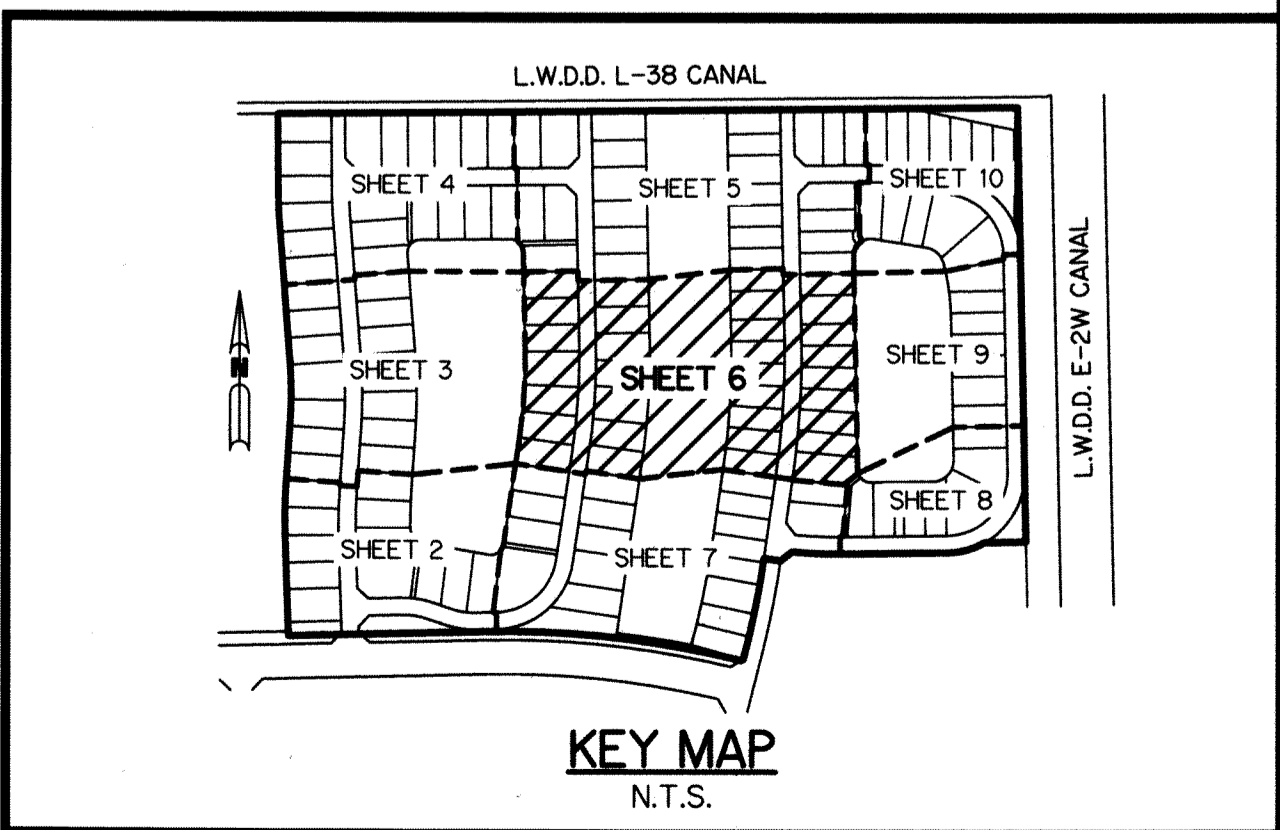 L.W.D.D. L-38 CANAL
SHEET 4
SHEET 5
SHEET 10
L.W.D.D. E-2W CANAL
N
SHEET 3
SHEET 6
SHEET 9
SHEET 8
SHEET 2
SHEET 7
KEY MAP
N.T.S.